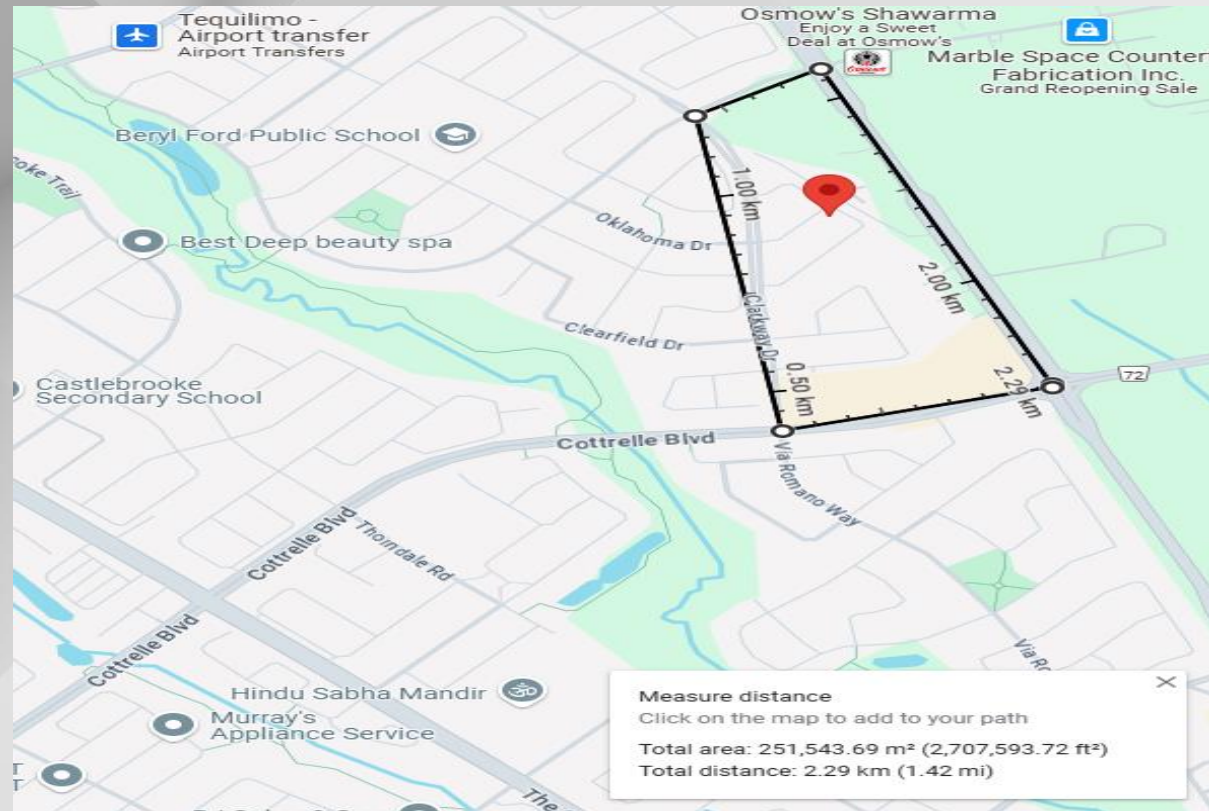 Tequilimo -
Airport transfer
Airport Transfers
Osmow's Shawarma
Enjoy a Sweet
Deal at Osmow's
Marble Space Counter
Fabrication Inc.
Grand Reopening Sale
Beryl Ford Public School
oke Trail
1.00 km
Oklahoma Dr
Best Deep beauty spa
2.00 km
Clarkway Dr
Clearfield Dr
0.50 km
2.29 km
72
Castlebrooke
Secondary School
Cottrelle Blvd
Via Romano Way
Cottrelle Blvd
Thorndale Rd
Cottrelle Blvd
Via Ro
Hindu Sabha Mandir
Murray's
Appliance Service
T
T
The
Measure distance
Click on the map to add to your path
Total area: 251,543.69 m² (2,707,593.72 ft²)
Total distance: 2.29 km (1.42 mi)